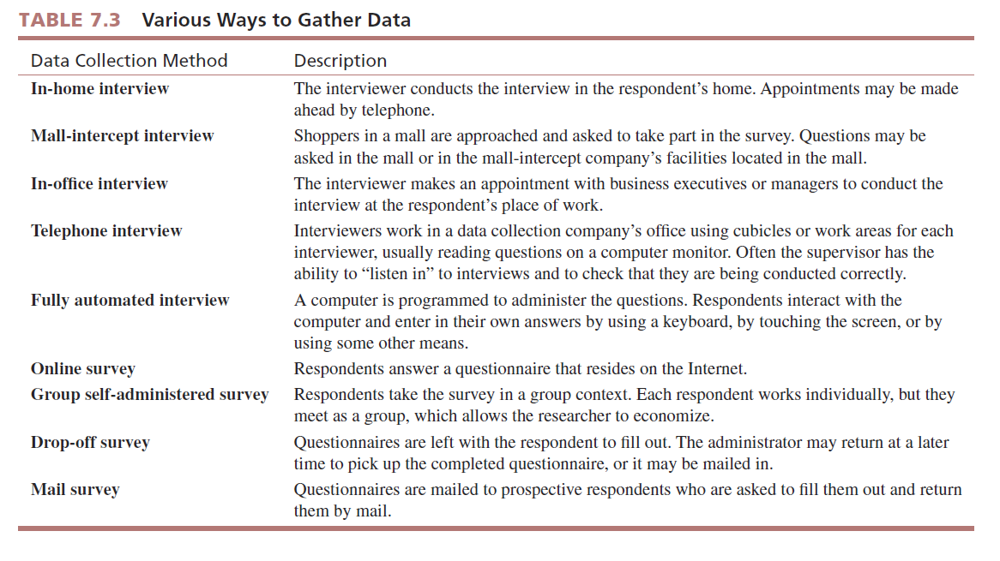 TABLE 7.3 Various Ways to Gather Data
Data Collection Method Description
In-home interview The interviewer conducts the interview in the respondent’s home. Appointments may be made
ahead by telephone.
Mall-intercept interview Shoppers in a mall are approached and asked to take part in the survey. Questions may be
asked in the mall or in the mall-intercept company’s facilities located in the mall.
In-office interview The interviewer makes an appointment with business executives or managers to conduct the
interview at the respondent’s place of work.
Telephone interview Interviewers work in a data collection company’s office using cubicles or work areas for each
interviewer, usually reading questions on a computer monitor. Often the supervisor has the
ability to “listen in” to interviews and to check that they are being conducted correctly.
Fully automated interview A computer is programmed to administer the questions. Respondents interact with the
computer and enter in their own answers by using a keyboard, by touching the screen, or by
using some other means.
Online survey Respondents answer a questionnaire that resides on the Internet.
Group self-administered survey Respondents take the survey in a group context. Each respondent works individually, but they
meet as a group, which allows the researcher to economize.
Drop-off survey Questionnaires are left with the respondent to fill out. The administrator may return at a later
time to pick up the completed questionnaire, or it may be mailed in.
Mail survey Questionnaires are mailed to prospective respondents who are asked to fill them out and return
them by mail.